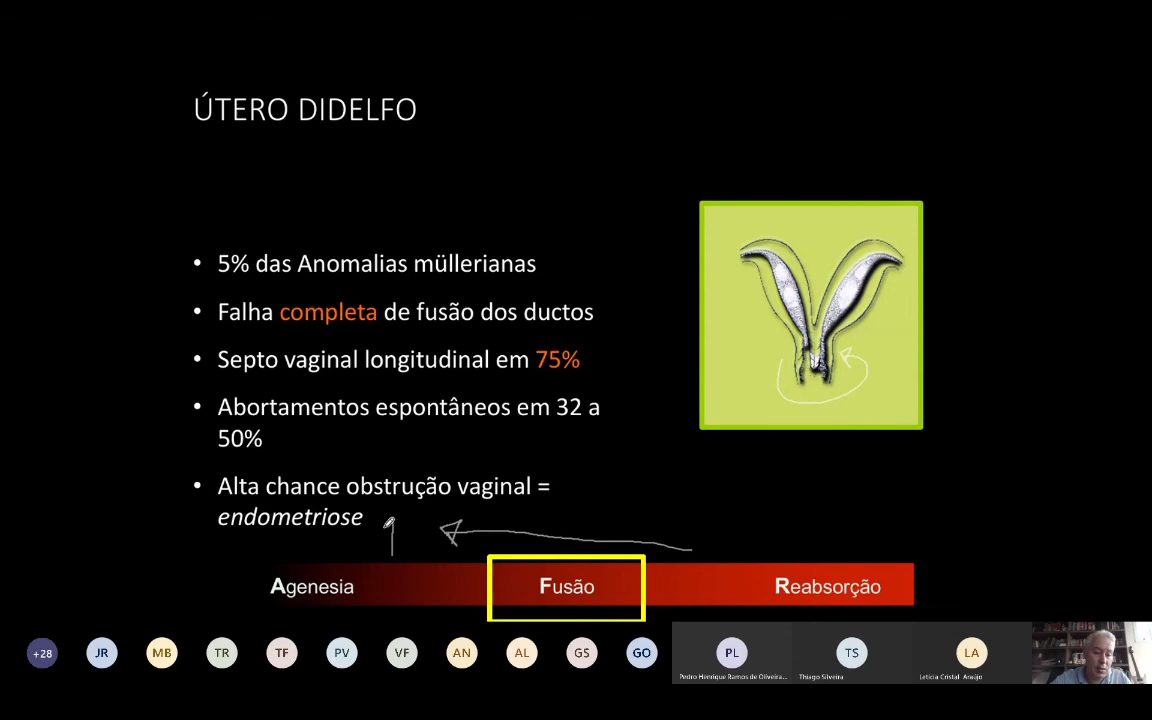 ÚTERO DIDELFO
• 5% das Anomalias müllerianas
• Falha completa de fusão dos ductos
• Septo vaginal longitudinal em 75%
• Abortamentos espontâneos em 32 a
50%
• Alta chance obstrução vaginal =
endometriose
Agenesia Fusão Reabsorção
+28 JR MB TR TF PV VF AN AL GS GO PL TS LA
Pedro Henrique Ramos de Oliveira... Thiago Silveira Letícia Cristal Araújo